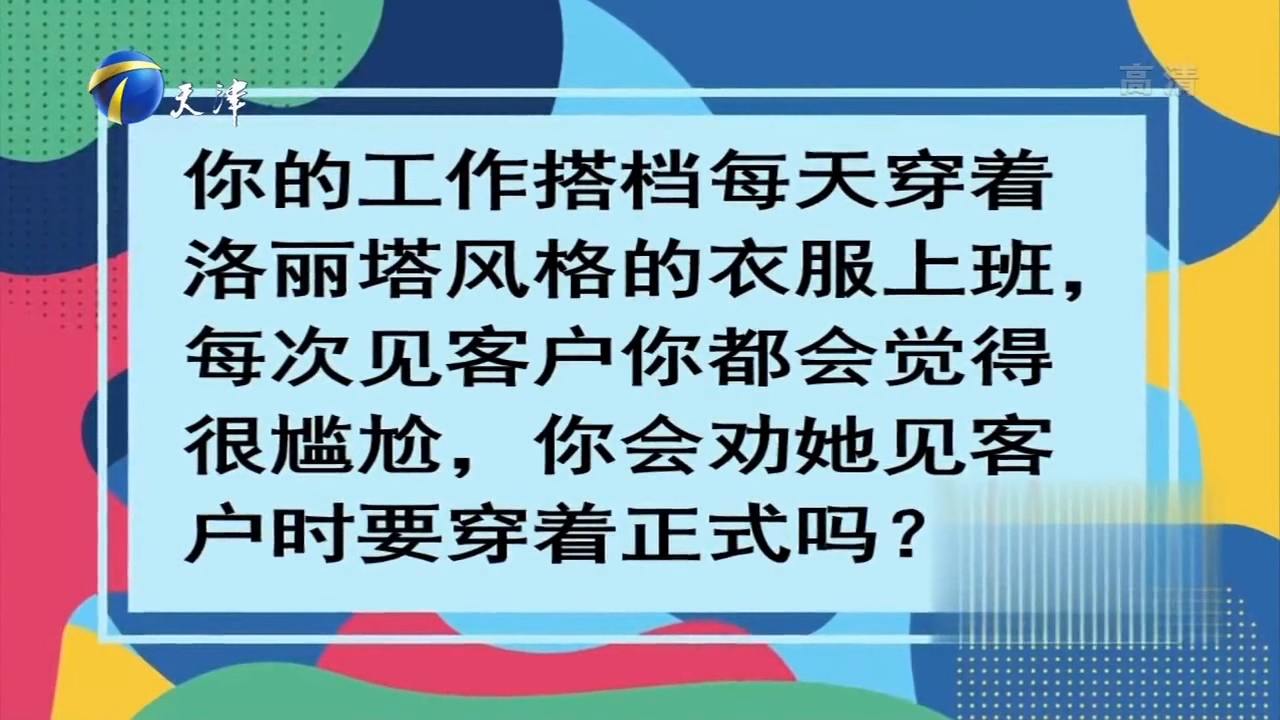 天津
高清
你的工作搭档每天穿着
洛丽塔风格的衣服上班，
每次见客户你都会觉得
很尴尬，你会劝她见客
户时要穿着正式吗？